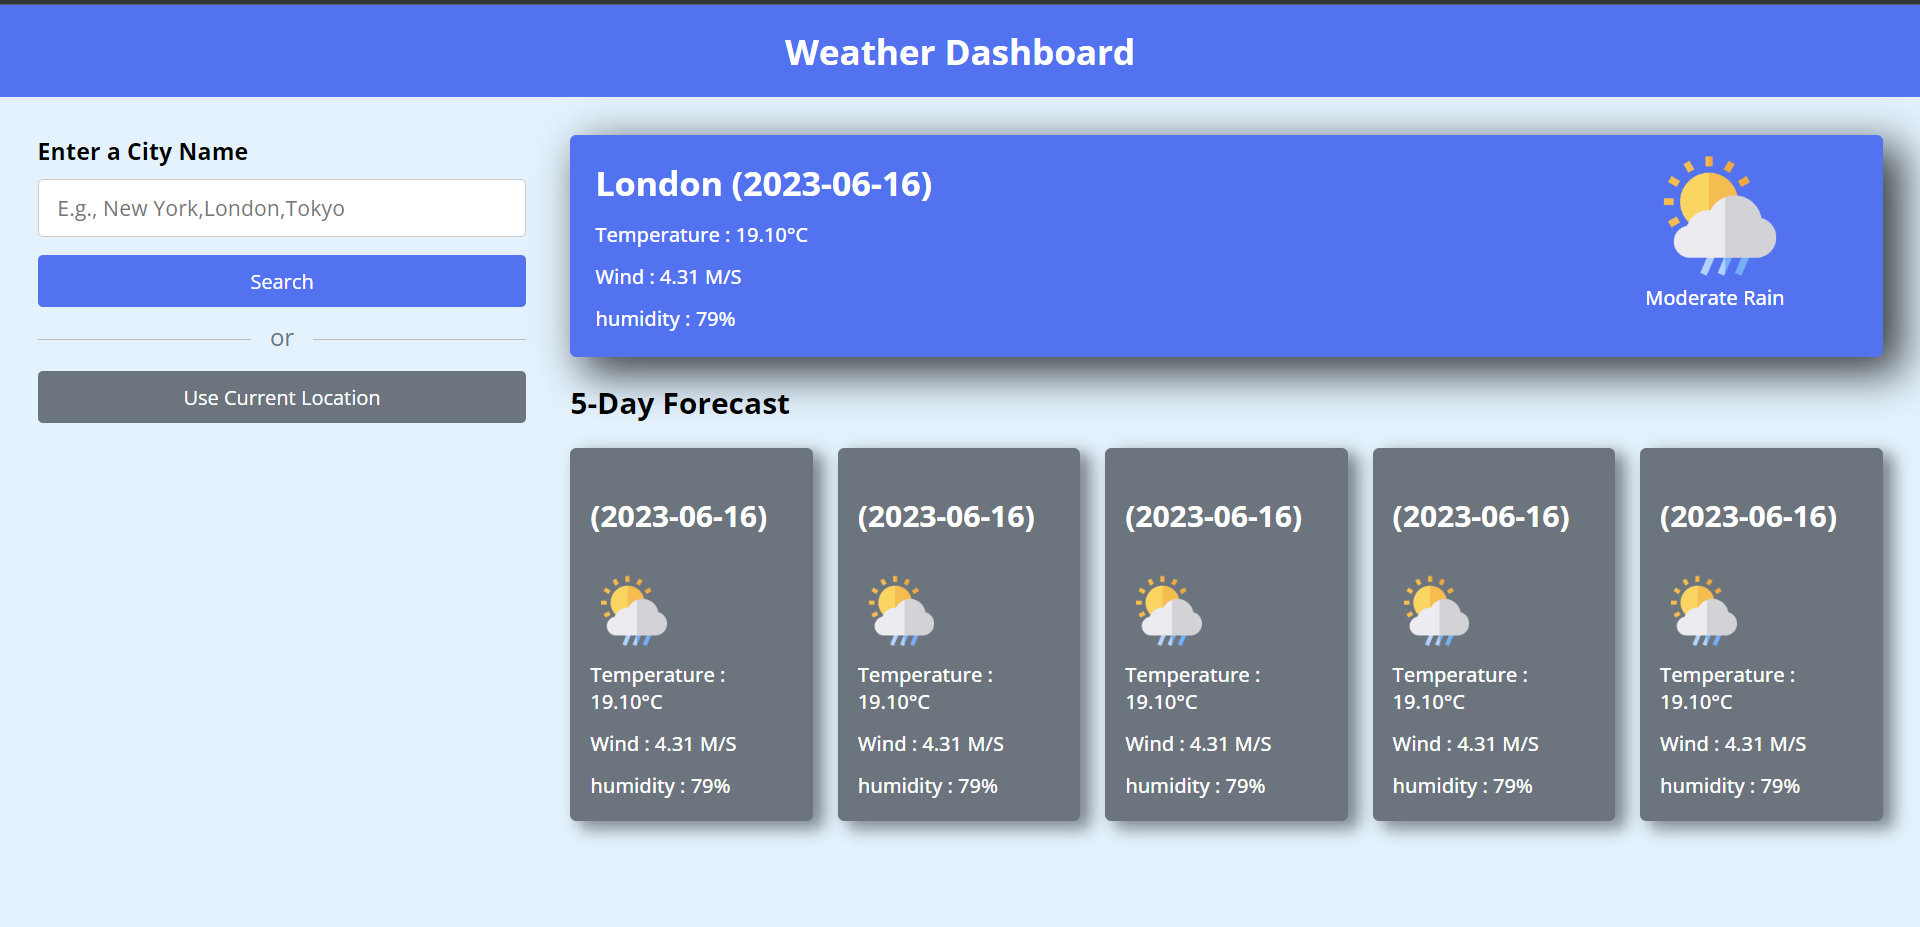 Weather Dashboard
Enter a City Name
E.g., New York,London,Tokyo
Search
or
Use Current Location
London (2023-06-16)
Temperature : 19.10°C
Wind : 4.31 M/S
humidity : 79%
Moderate Rain
5-Day Forecast
(2023-06-16)
Temperature :
19.10°C
Wind : 4.31 M/S
humidity : 79%
(2023-06-16)
Temperature :
19.10°C
Wind : 4.31 M/S
humidity : 79%
(2023-06-16)
Temperature :
19.10°C
Wind : 4.31 M/S
humidity : 79%
(2023-06-16)
Temperature :
19.10°C
Wind : 4.31 M/S
humidity : 79%
(2023-06-16)
Temperature :
19.10°C
Wind : 4.31 M/S
humidity : 79%